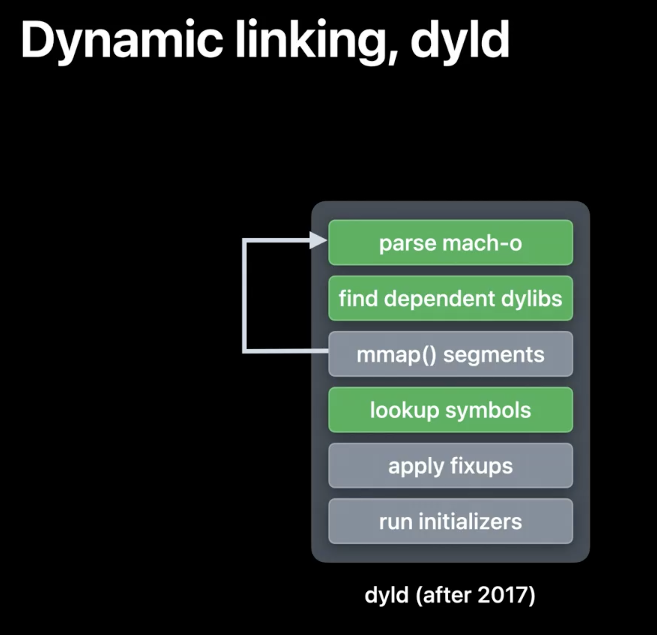 Dynamic linking, dyld
parse mach-o
find dependent dylibs
mmap() segments
lookup symbols
apply fixups
run initializers
dyld (after 2017)